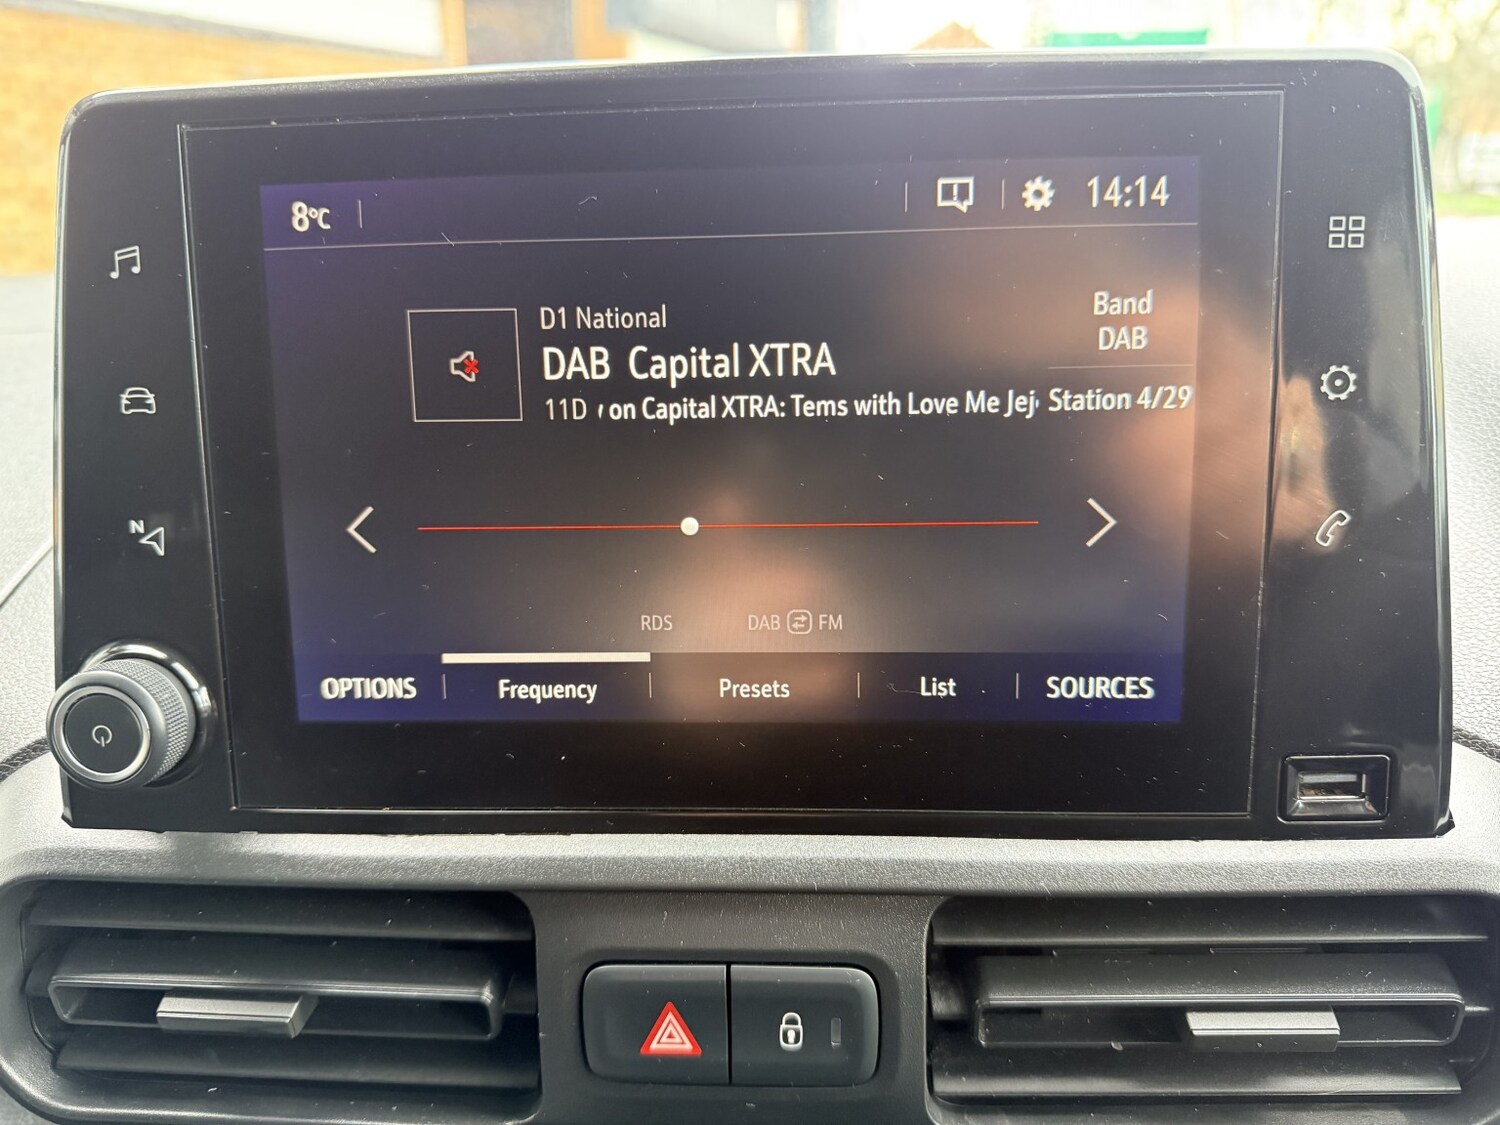 8°C
14:14
D1 National
DAB Capital XTRA
11D on Capital XTRA: Tems with Love Me Jej
Band
DAB
Station 4/29
N
RDS
DAB FM
OPTIONS
Frequency
Presets
List
SOURCES